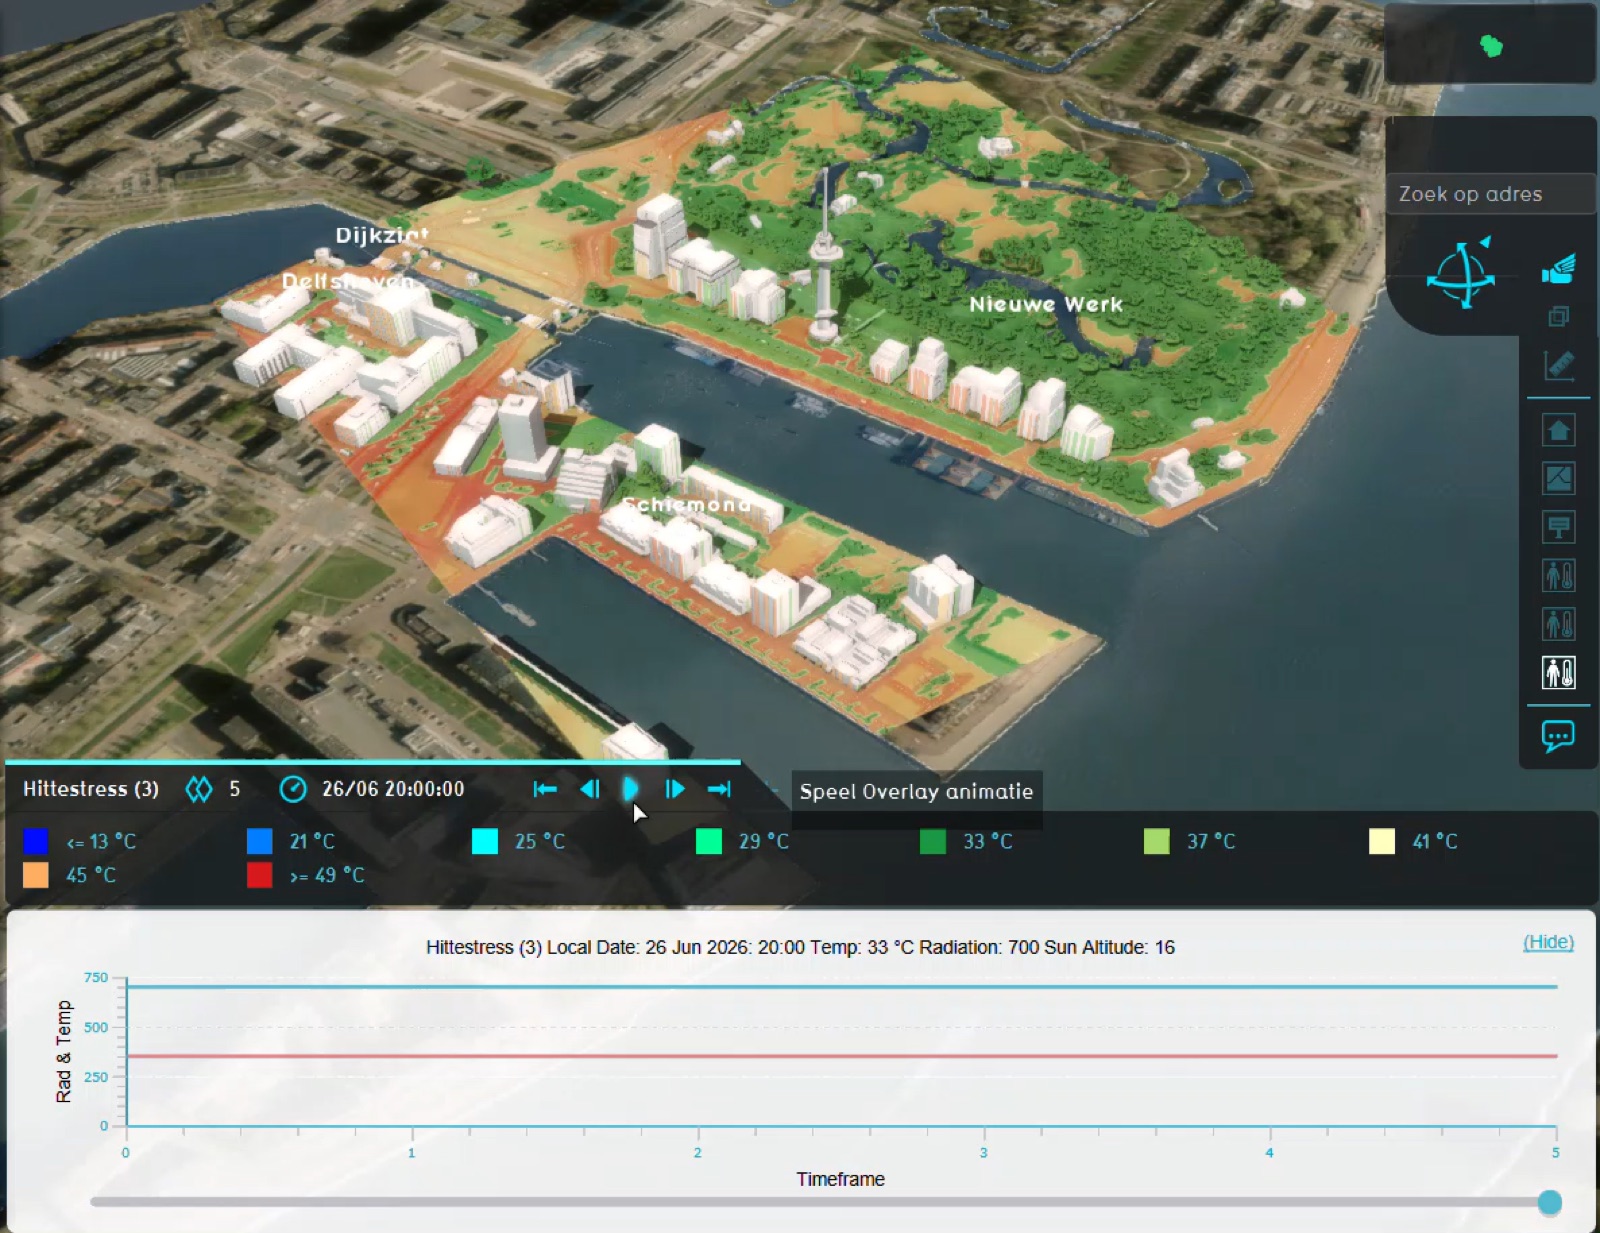 Zoek op adres
Dijkzigt
Delfshaven
Nieuwe Werk
Schiemond
Hittestress (3) 5 26/06 20:00:00
Speel Overlay animatie
<= 13 °C 21 °C 25 °C 29 °C 33 °C 37 °C 41 °C
45 °C >= 49 °C
Hittestress (3) Local Date: 26 Jun 2026: 20:00 Temp: 33 °C Radiation: 700 Sun Altitude: 16
(Hide)
Rad & Temp
750
500
250
0
0 1 2 3 4 5
Timeframe